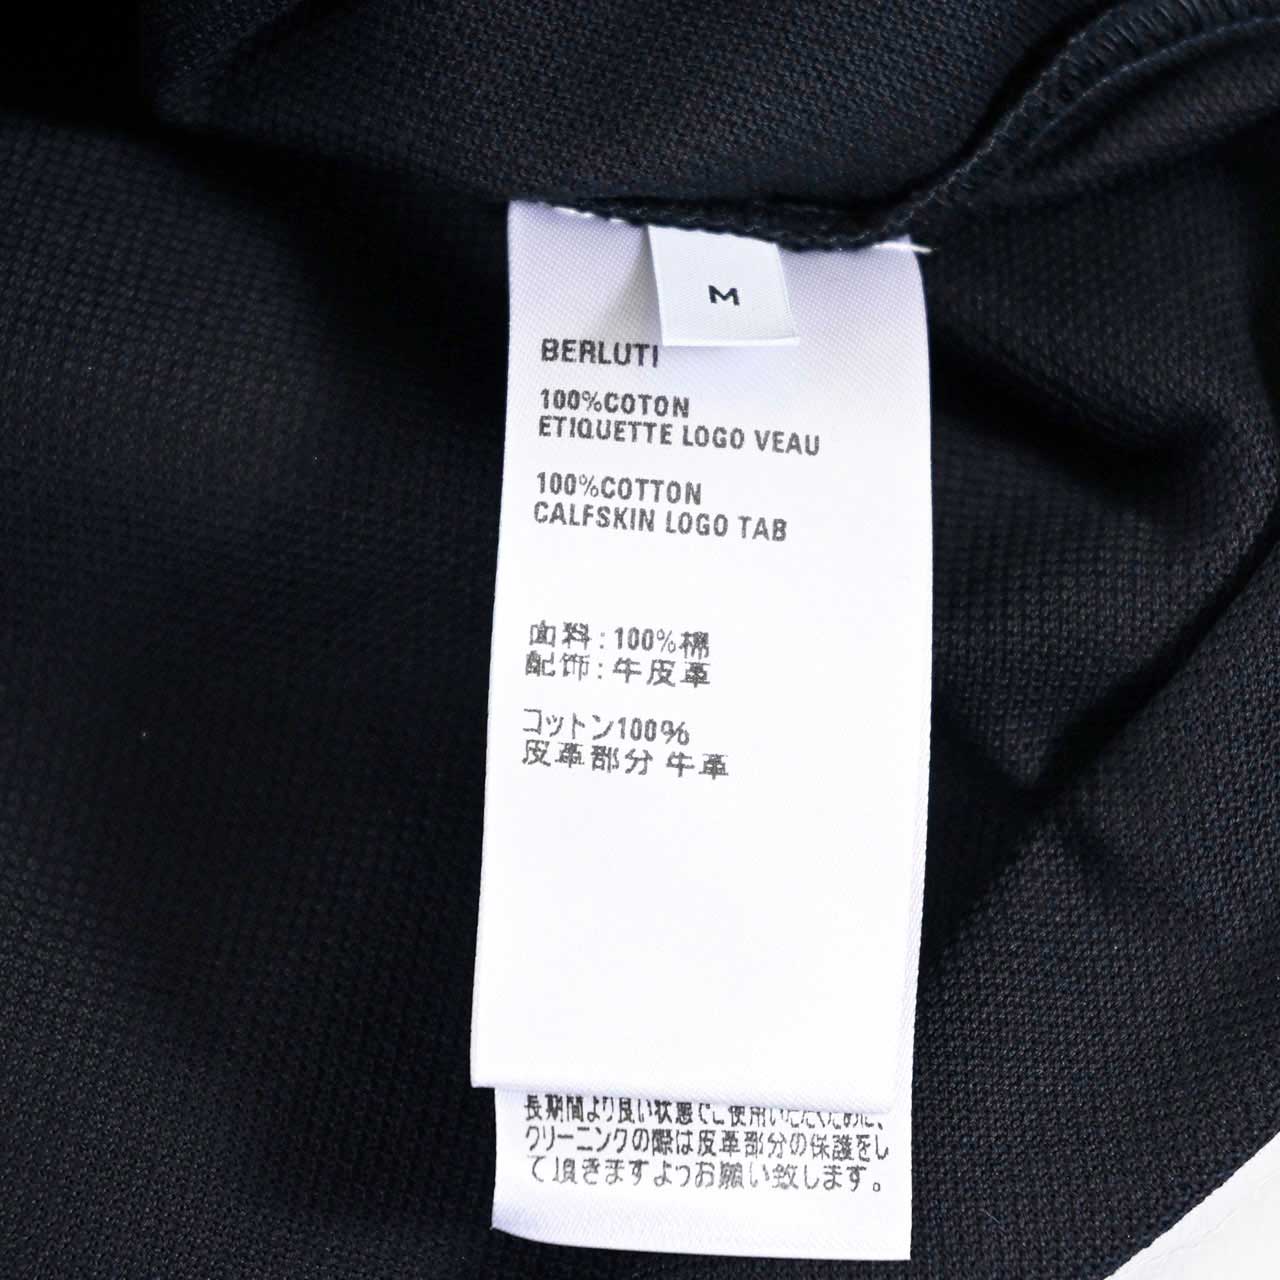 M
BERLUTI
100%COTON
ETIQUETTE LOGO VEAU
100%COTTON
CALFSKIN LOGO TAB
面料：100%棉
配饰：牛皮革
コットン100%
皮革部分 牛革
長期間より良い状態でご使用いただくために、
クリーニングの際は皮革部分の保護をし
て頂きますようお願い致します。